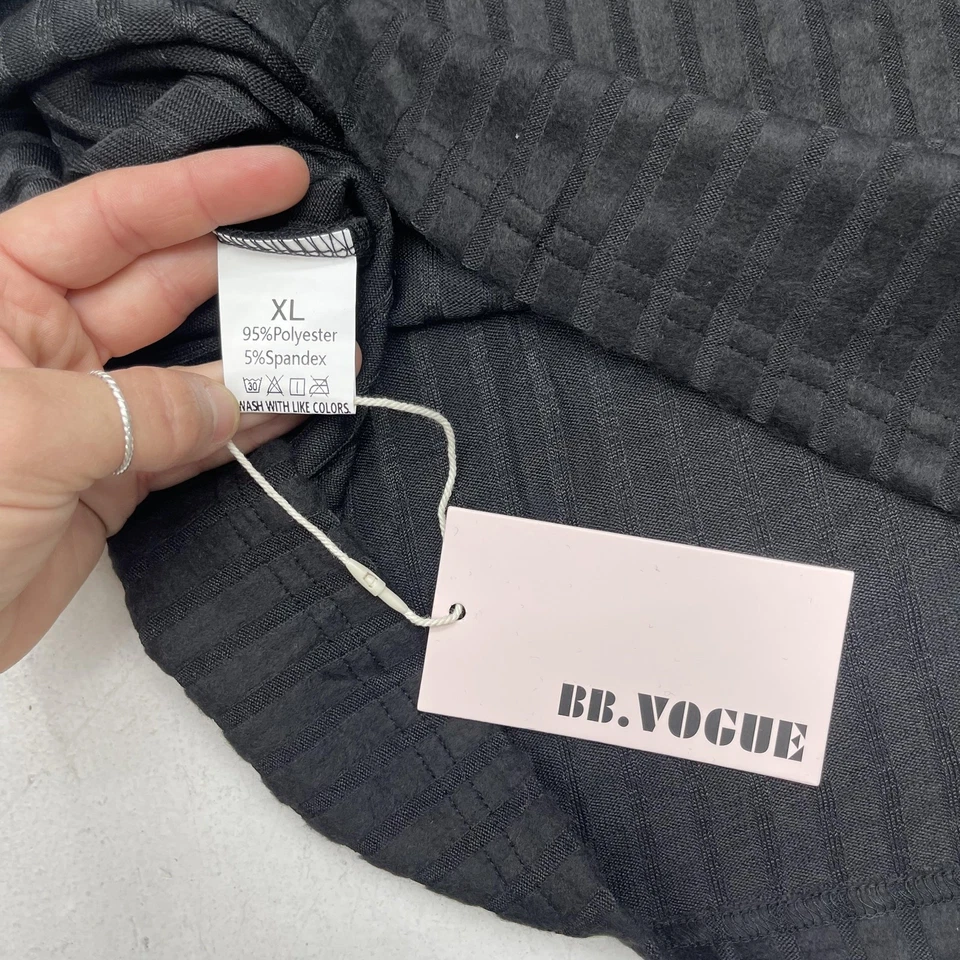 XL
95%Polyester
5%Spandex
30
WASH WITH LIKE COLORS.
BB.VOGUE